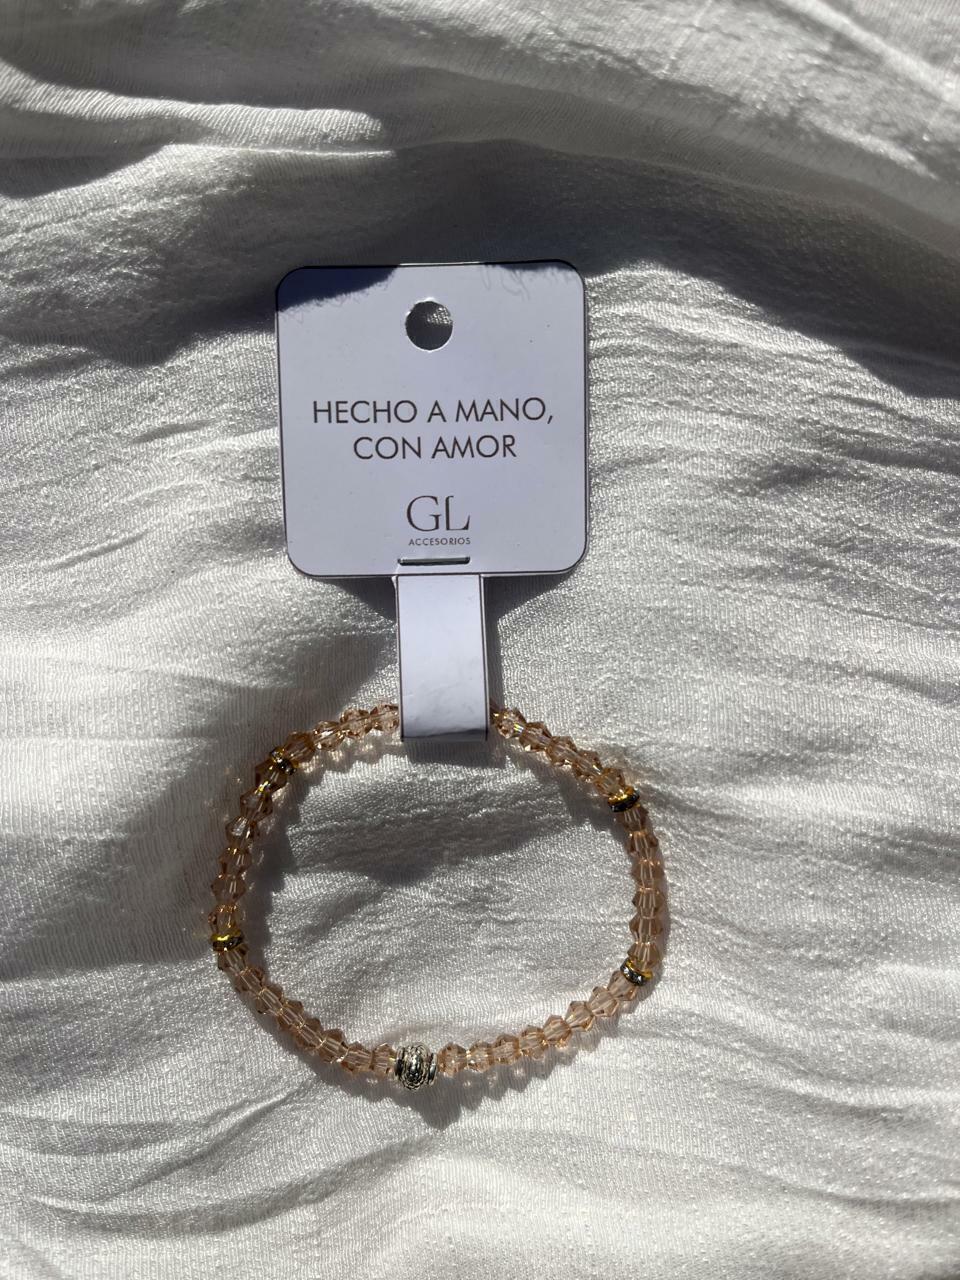 HECHO A MANO,
CON AMOR
GL
ACCESORIOS